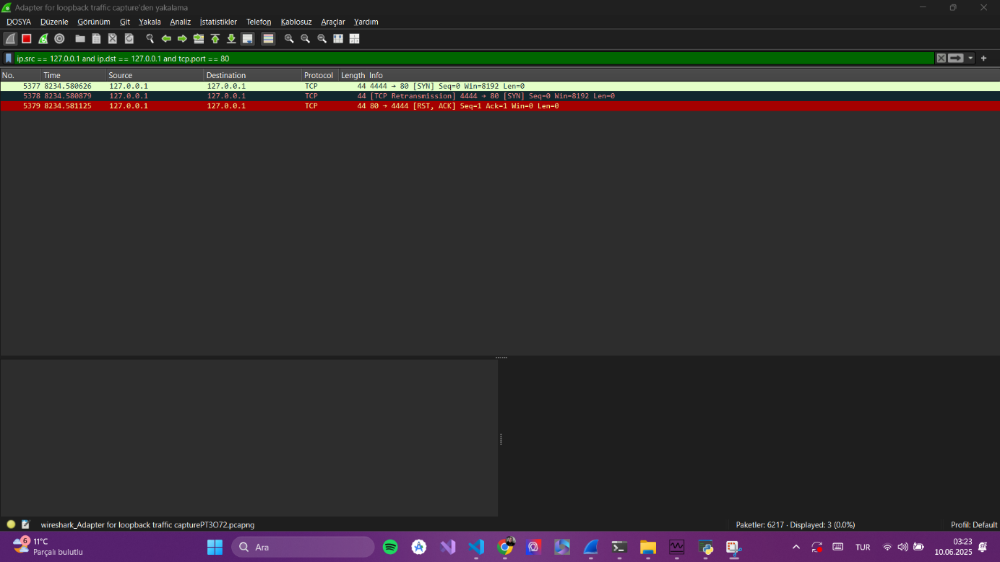 Adapter for loopback traffic capture'den yakalama
DOSYA Düzenle Görünüm Git Yakala Analiz İstatistikler Telefon Kablosuz Araçlar Yardım
ip.src == 127.0.0.1 and ip.dst == 127.0.0.1 and tcp.port == 80
No. Time Source Destination Protocol Length Info
5377 8234.580626 127.0.0.1 127.0.0.1 TCP 44 4444 → 80 [SYN] Seq=0 Win=8192 Len=0
5378 8234.580879 127.0.0.1 127.0.0.1 TCP 44 [TCP Retransmission] 4444 → 80 [SYN] Seq=0 Win=8192 Len=0
5379 8234.581125 127.0.0.1 127.0.0.1 TCP 44 80 → 4444 [RST, ACK] Seq=1 Ack=1 Win=0 Len=0
wireshark_Adapter for loopback traffic capturePT3O72.pcapng Paketler: 6217 · Displayed: 3 (0.0%) Profil: Default
6 11°C
Parçalı bulutlu
Ara
TUR
03:23
10.06.2025